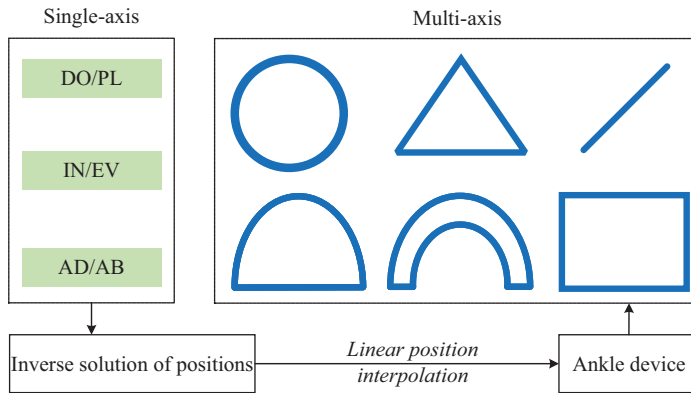 Single-axis
Multi-axis
DO/PL
IN/EV
AD/AB
Inverse solution of positions
Linear position
interpolation
Ankle device